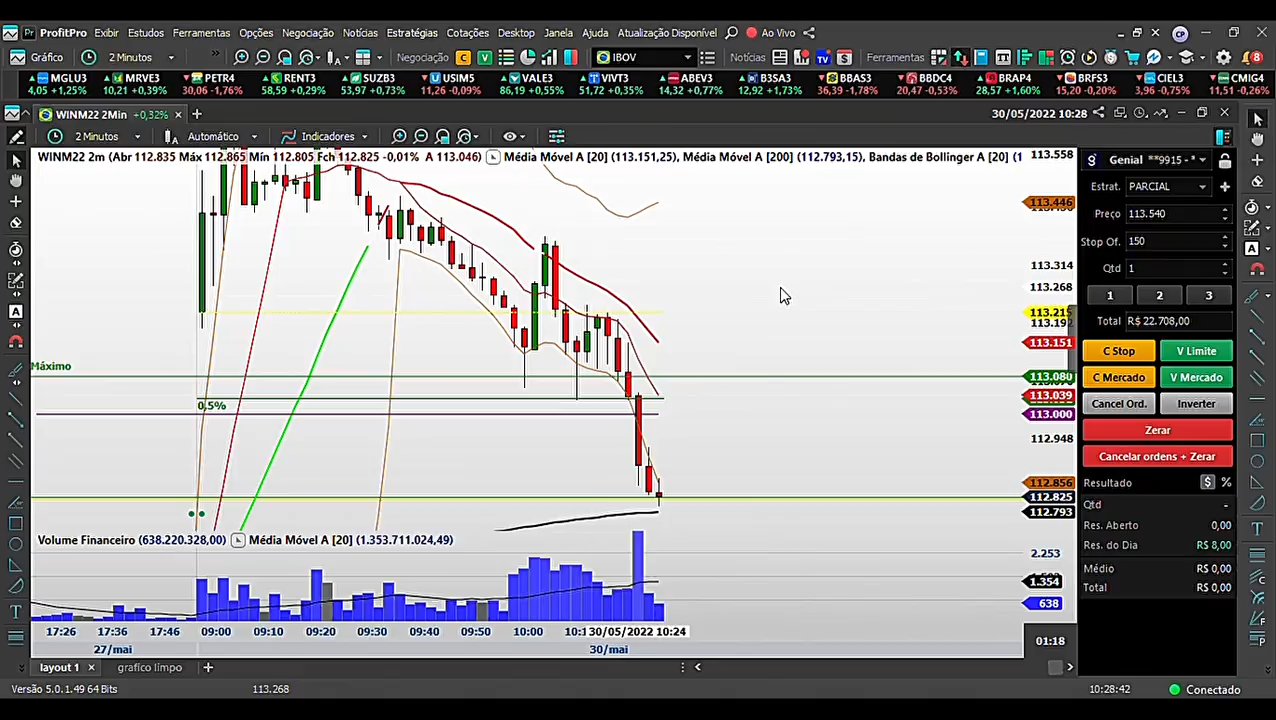 Pr ProfitPro Exibir Estudos Ferramentas Opções Negociação Notícias Estratégias Cotações Desktop Janela Ajuda Atualização Disponível Ao Vivo CP
Gráfico 2 Minutos » Negociação C V IBOV Notícias TV $ Ferramentas 8
MGLU3 MRVE3 PETR4 RENT3 SUZB3 USIM5 VALE3 VIVT3 ABEV3 B3SA3 BBAS3 BBDC4 BRAP4 BRFS3 CIEL3 CMIG4
4,05 +1,25% 10,21 +0,39% 30,06 -1,76% 58,59 +0,29% 53,97 +0,73% 11,26 -0,09% 86,19 +0,55% 51,72 +0,35% 14,32 +0,77% 12,92 +1,73% 36,39 -1,78% 20,47 -0,53% 28,57 +1,60% 15,20 -0,20% 3,96 -0,75% 11,51 -0,26%
WINM22 2Min +0,32% 30/05/2022 10:28
2 Minutos Automático Indicadores
WINM22 2m (Abr 112.835 Máx 112.865 Mín 112.805 Fch 112.825 -0,01% A 113.046) Média Móvel A [20] (113.151,25), Média Móvel A [200] (112.793,15), Bandas de Bollinger A [20] (1
113.558
113.446
113.314
113.268
113.215
113.192
113.151
113.080
113.039
113.000
112.948
112.856
112.825
112.793
Máximo
0,5%
Genial **9915 - *
Estrat. PARCIAL
Preço 113.540
Stop Of. 150
Qtd 1
1 2 3
Total R$ 22.708,00
C Stop V Limite
C Mercado V Mercado
Cancel Ord. Inverter
Zerar
Cancelar ordens + Zerar
Resultado $ %
Qtd -
Res. Aberto 0,00
Res. do Dia R$ 8,00
Médio R$ 0,00
Total R$ 0,00
Volume Financeiro (638.220.328,00) Média Móvel A [20] (1.353.711.024,49)
2.253
1.354
638
17:26 17:36 17:46 09:00 09:10 09:20 09:30 09:40 09:50 10:00 10:1 30/05/2022 10:24
27/mai 30/mai
01:18
layout 1 grafico limpo
Versão 5.0.1.49 64 Bits 113.268 10:28:42 Conectado